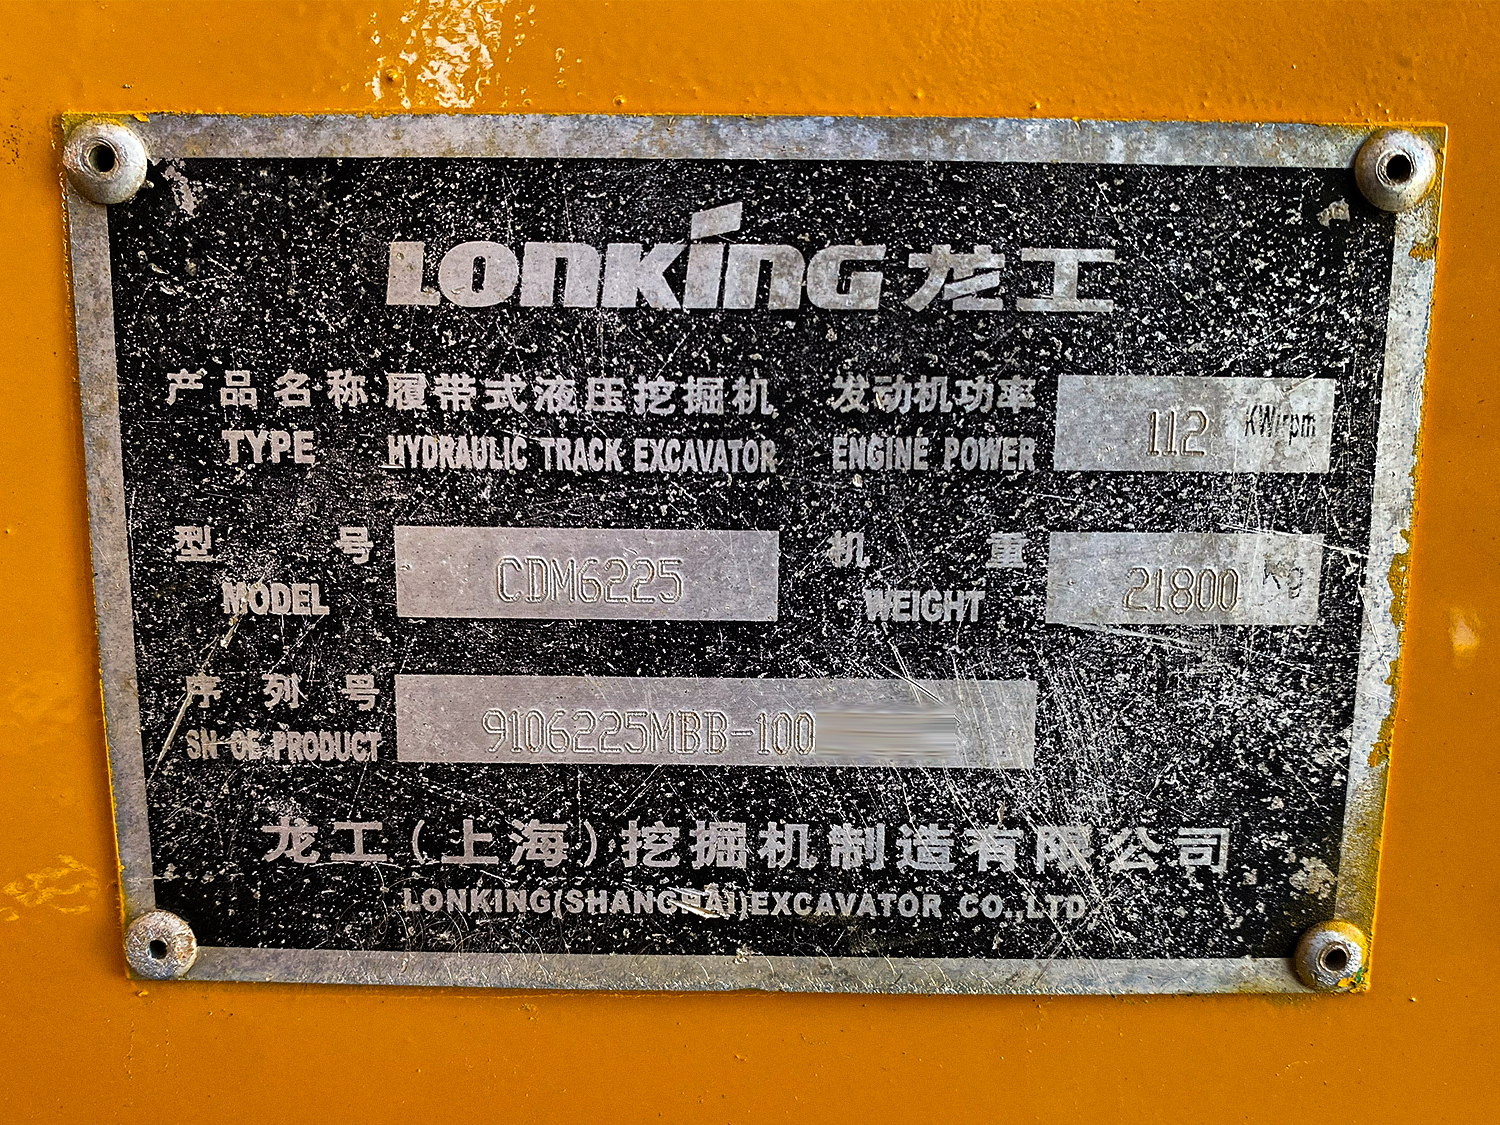 LONKING 龙工
产品名称 履带式液压挖掘机 发动机功率 112 KW/rpm
TYPE HYDRAULIC TRACK EXCAVATOR ENGINE POWER
型号 CDM6225 机重 21800 Kg
MODEL WEIGHT
序列号 9106225MBB-100
SN OF PRODUCT
龙工(上海)挖掘机制造有限公司
LONKING(SHANGHAI)EXCAVATOR CO.,LTD